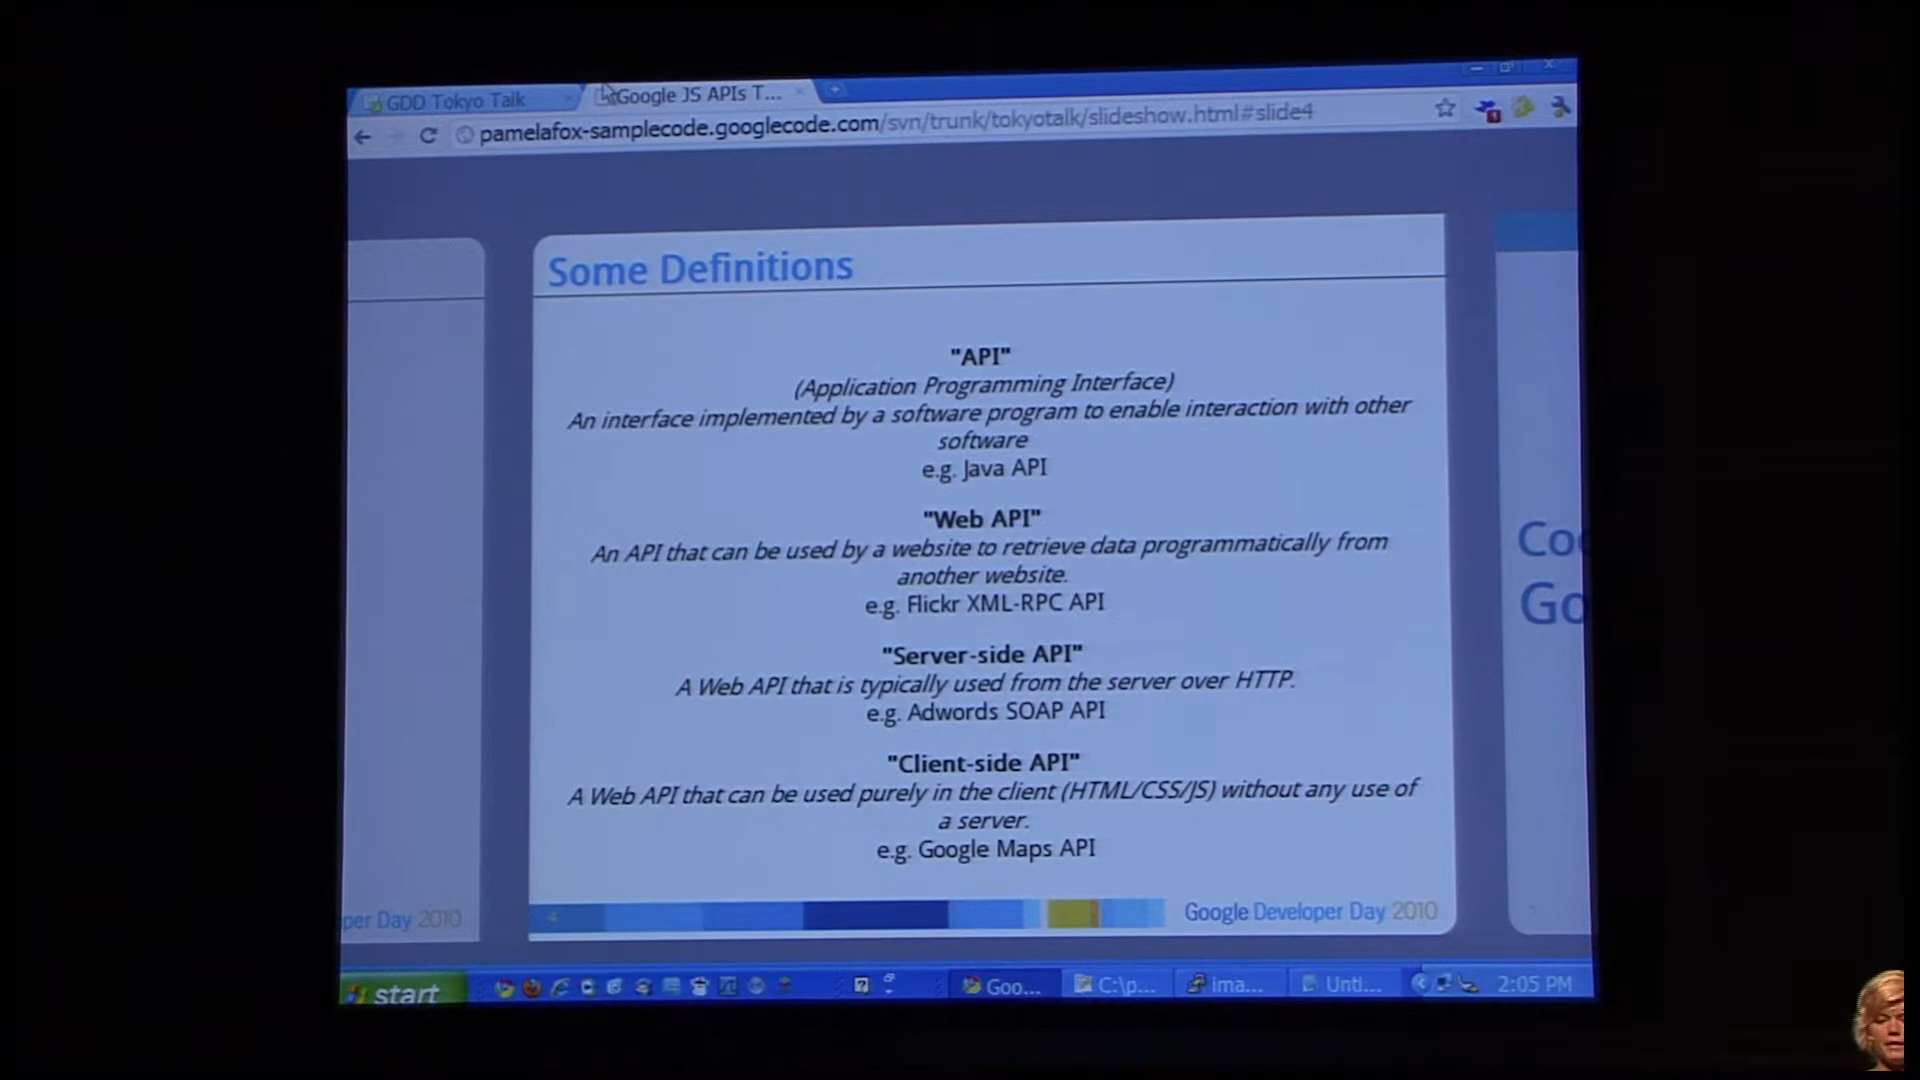 GDD Tokyo Talk
Google JS APIs T...
pamelafox-samplecode.googlecode.com/svn/trunk/tokyotalk/slideshow.html#slide4
Some Definitions
"API"
(Application Programming Interface)
An interface implemented by a software program to enable interaction with other
software
e.g. Java API
"Web API"
An API that can be used by a website to retrieve data programmatically from
another website.
e.g. Flickr XML-RPC API
"Server-side API"
A Web API that is typically used from the server over HTTP.
e.g. Adwords SOAP API
"Client-side API"
A Web API that can be used purely in the client (HTML/CSS/JS) without any use of
a server.
e.g. Google Maps API
4
Google Developer Day 2010
per Day 2010
Coo
Go
start
Goo...
C:\p...
ima...
Unti...
2:05 PM